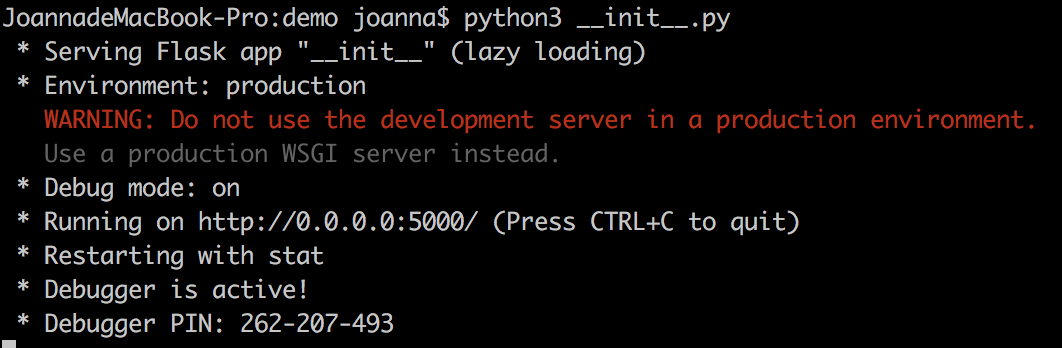 JoannadeMacBook-Pro:demo joanna$ python3 __init__.py
* Serving Flask app "__init__" (lazy loading)
* Environment: production
WARNING: Do not use the development server in a production environment.
Use a production WSGI server instead.
* Debug mode: on
* Running on http://0.0.0.0:5000/ (Press CTRL+C to quit)
* Restarting with stat
* Debugger is active!
* Debugger PIN: 262-207-493